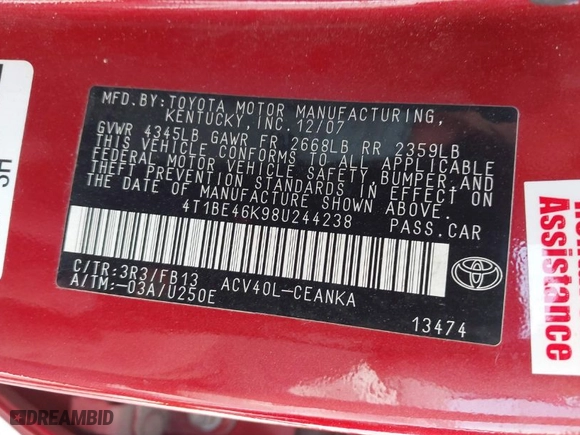 MFD.BY:TOYOTA MOTOR MANUFACTURING,
KENTUCKY, INC. 12/07
GVWR 4345LB GAWR FR 2668LB RR 2359LB
THIS VEHICLE CONFORMS TO ALL APPLICABLE
FEDERAL MOTOR VEHICLE SAFETY, BUMPER, AND
THEFT PREVENTION STANDARDS IN EFFECT ON
THE DATE OF MANUFACTURE SHOWN ABOVE.
4T1BE46K98U244238
PASS.CAR
C/TR:3R3/FB13
A/TM:-03A/U250E
ACV40L-CEANKA
TOYOTA
13474
Assistance
DREAMBID